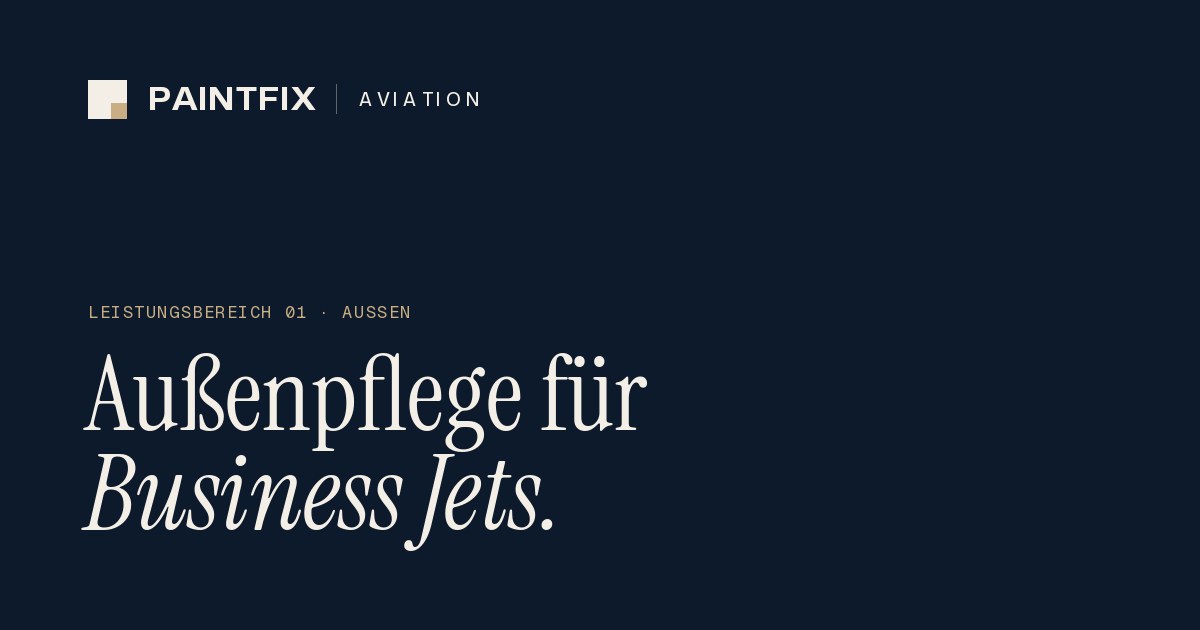 PAINTFIX AVIATION
LEISTUNGSBEREICH 01 · AUSSEN
Außenpflege für
Business Jets.